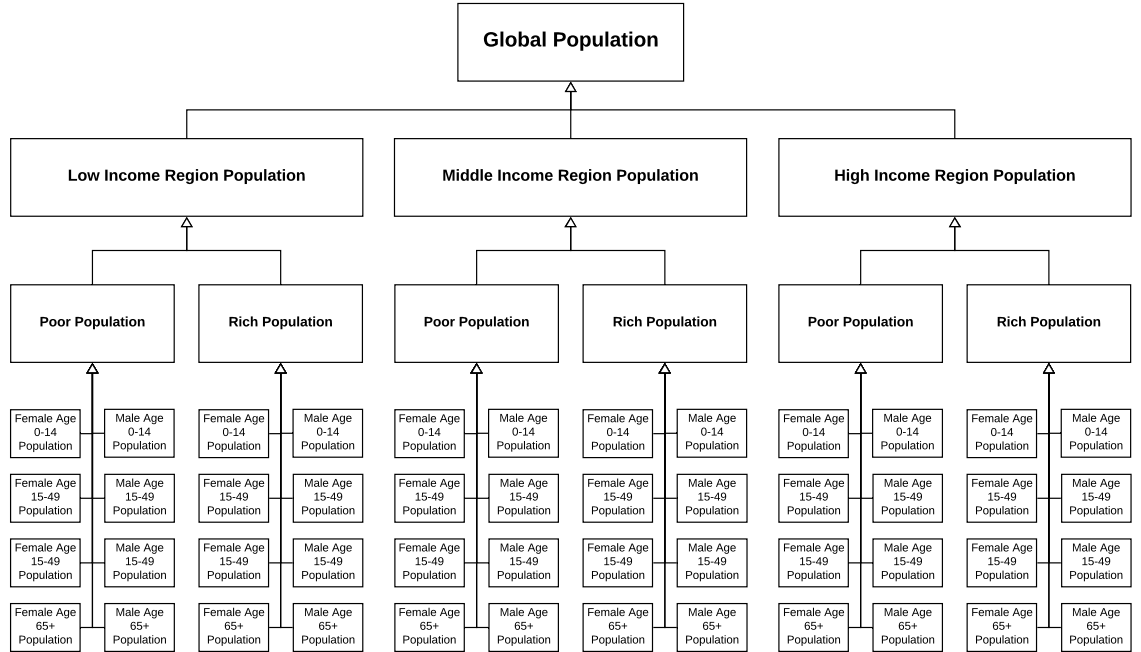 Global Population
Low Income Region Population
Middle Income Region Population
High Income Region Population
Poor Population
Rich Population
Poor Population
Rich Population
Poor Population
Rich Population
Female Age
0-14
Population
Male Age
0-14
Population
Female Age
0-14
Population
Male Age
0-14
Population
Female Age
0-14
Population
Male Age
0-14
Population
Female Age
0-14
Population
Male Age
0-14
Population
Female Age
0-14
Population
Male Age
0-14
Population
Female Age
0-14
Population
Male Age
0-14
Population
Female Age
15-49
Population
Male Age
15-49
Population
Female Age
15-49
Population
Male Age
15-49
Population
Female Age
15-49
Population
Male Age
15-49
Population
Female Age
15-49
Population
Male Age
15-49
Population
Female Age
15-49
Population
Male Age
15-49
Population
Female Age
15-49
Population
Male Age
15-49
Population
Female Age
15-49
Population
Male Age
15-49
Population
Female Age
15-49
Population
Male Age
15-49
Population
Female Age
15-49
Population
Male Age
15-49
Population
Female Age
15-49
Population
Male Age
15-49
Population
Female Age
15-49
Population
Male Age
15-49
Population
Female Age
15-49
Population
Male Age
15-49
Population
Female Age
65+
Population
Male Age
65+
Population
Female Age
65+
Population
Male Age
65+
Population
Female Age
65+
Population
Male Age
65+
Population
Female Age
65+
Population
Male Age
65+
Population
Female Age
65+
Population
Male Age
65+
Population
Female Age
65+
Population
Male Age
65+
Population